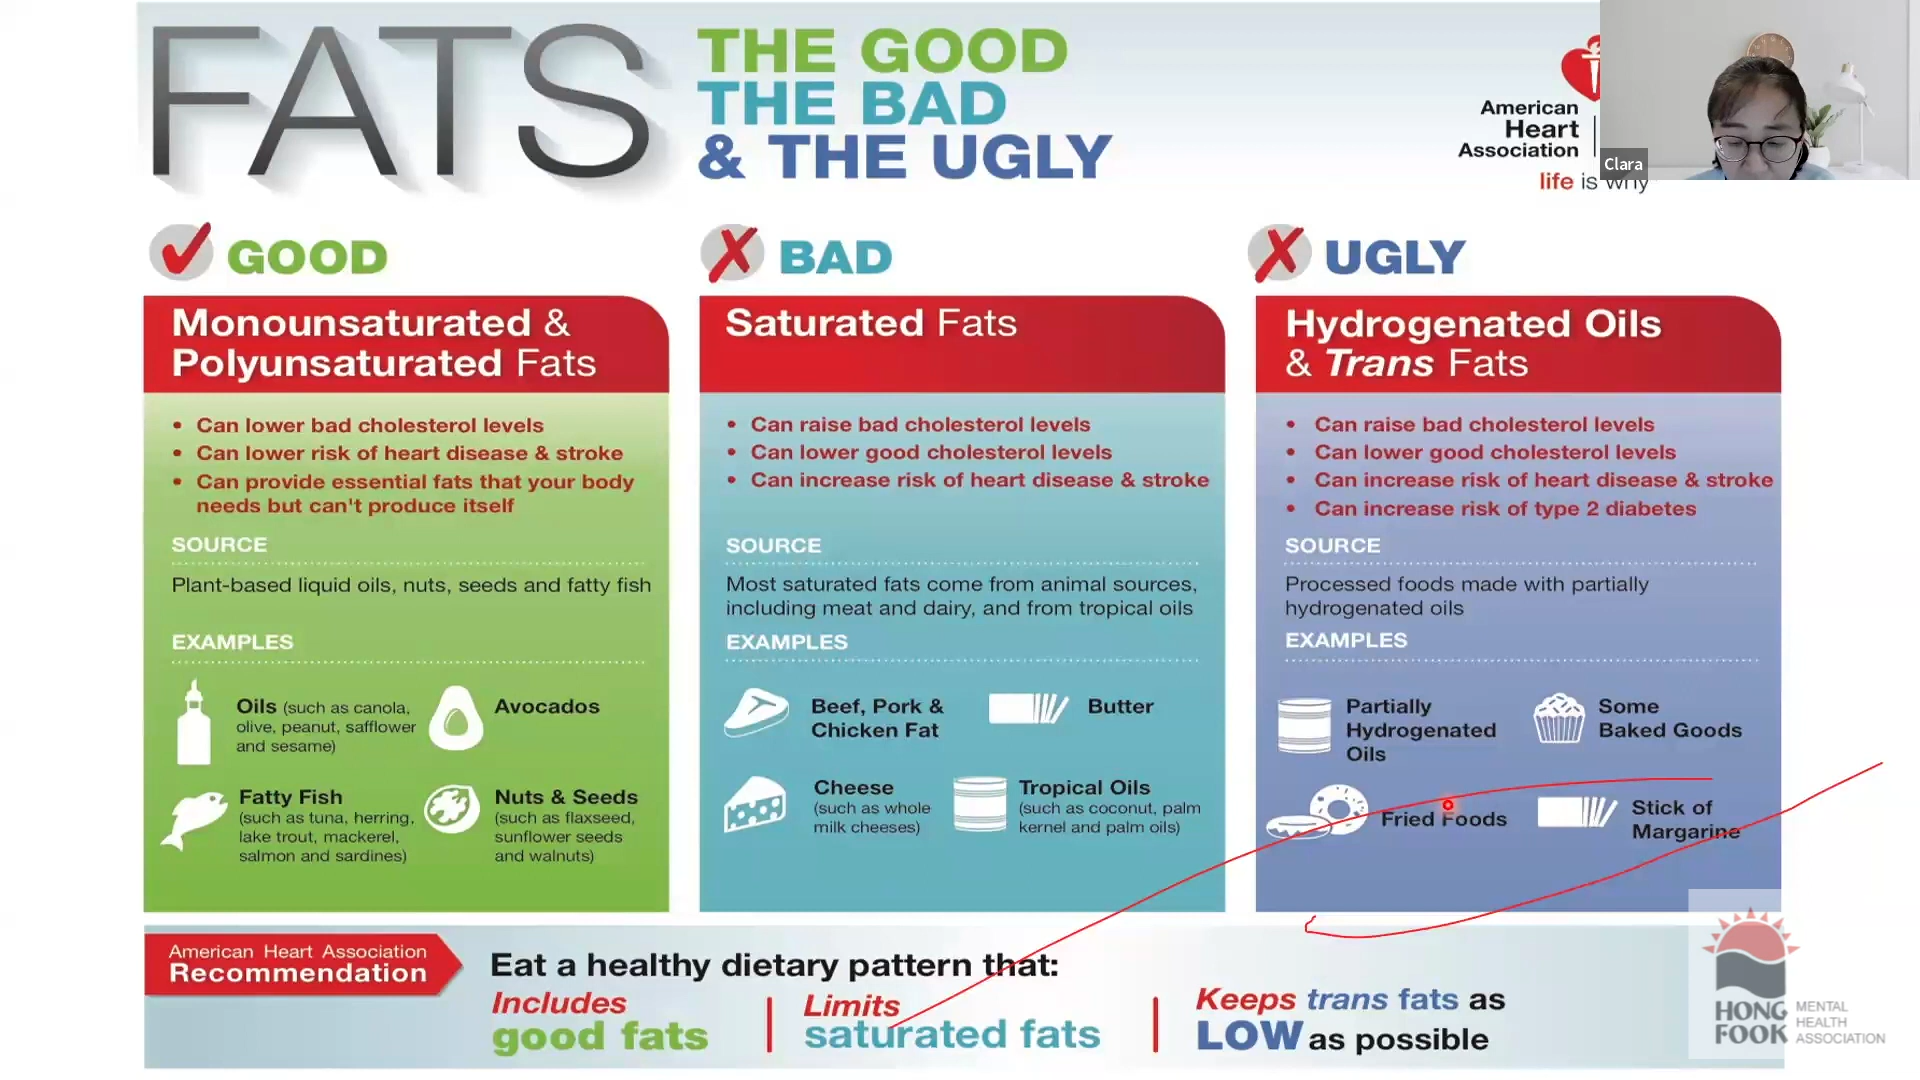 FATS
THE GOOD
THE BAD
& THE UGLY
American
Heart
Association
life is why
Clara
GOOD
Monounsaturated &
Polyunsaturated Fats
• Can lower bad cholesterol levels
• Can lower risk of heart disease & stroke
• Can provide essential fats that your body
needs but can't produce itself
SOURCE
Plant-based liquid oils, nuts, seeds and fatty fish
EXAMPLES
Oils (such as canola,
olive, peanut, safflower
and sesame)
Avocados
Fatty Fish
(such as tuna, herring,
lake trout, mackerel,
salmon and sardines)
Nuts & Seeds
(such as flaxseed,
sunflower seeds
and walnuts)
BAD
Saturated Fats
• Can raise bad cholesterol levels
• Can lower good cholesterol levels
• Can increase risk of heart disease & stroke
SOURCE
Most saturated fats come from animal sources,
including meat and dairy, and from tropical oils
EXAMPLES
Beef, Pork &
Chicken Fat
Butter
Cheese
(such as whole
milk cheeses)
Tropical Oils
(such as coconut, palm
kernel and palm oils)
UGLY
Hydrogenated Oils
& Trans Fats
• Can raise bad cholesterol levels
• Can lower good cholesterol levels
• Can increase risk of heart disease & stroke
• Can increase risk of type 2 diabetes
SOURCE
Processed foods made with partially
hydrogenated oils
EXAMPLES
Partially
Hydrogenated
Oils
Some
Baked Goods
Fried Foods
Stick of
Margarine
American Heart Association
Recommendation
Eat a healthy dietary pattern that:
Includes
good fats
Limits
saturated fats
Keeps trans fats as
LOW as possible
HONG
FOOK
MENTAL
HEALTH
ASSOCIATION